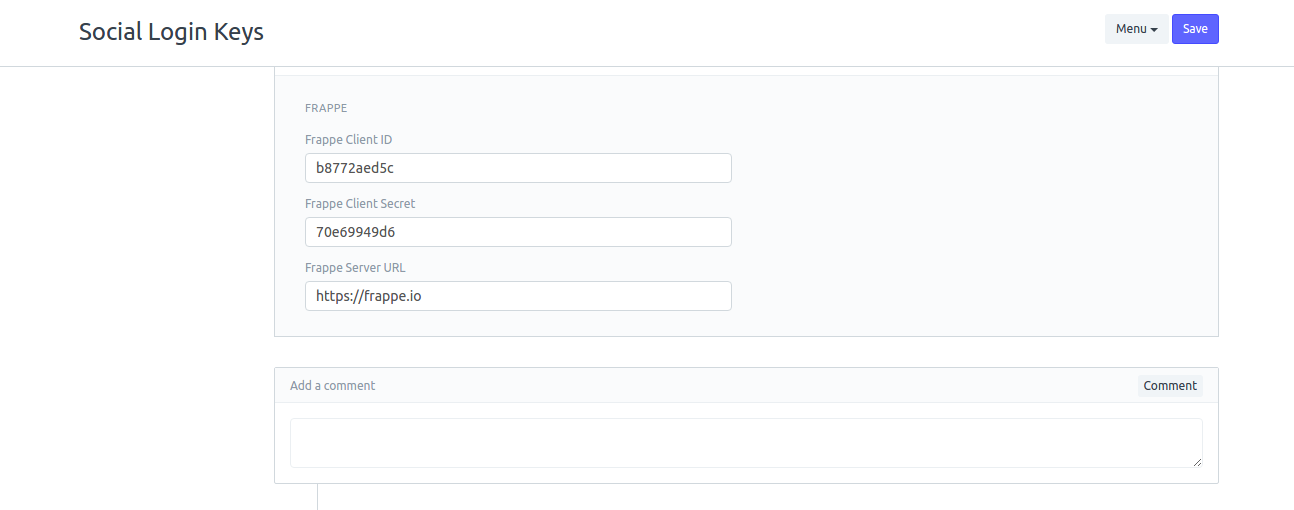 Social Login Keys
Menu
Save
FRAPPE
Frappe Client ID
b8772aed5c
Frappe Client Secret
70e69949d6
Frappe Server URL
https://frappe.io
Add a comment
Comment